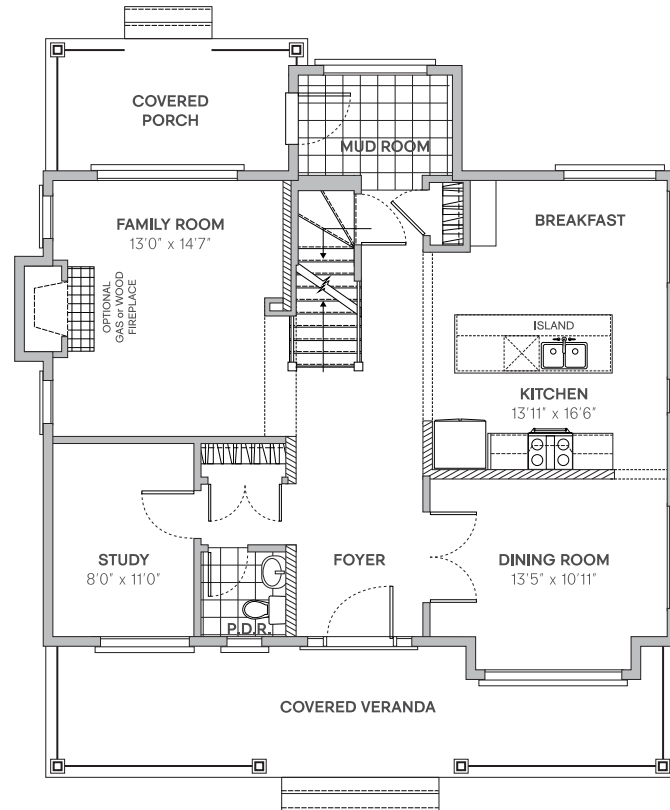 COVERED
PORCH
MUD ROOM
FAMILY ROOM
13'0" x 14'7"
BREAKFAST
OPTIONAL
GAS or WOOD
FIREPLACE
ISLAND
KITCHEN
13'11" x 16'6"
STUDY
8'0" x 11'0"
FOYER
DINING ROOM
13'5" x 10'11"
P.D.R.
COVERED VERANDA